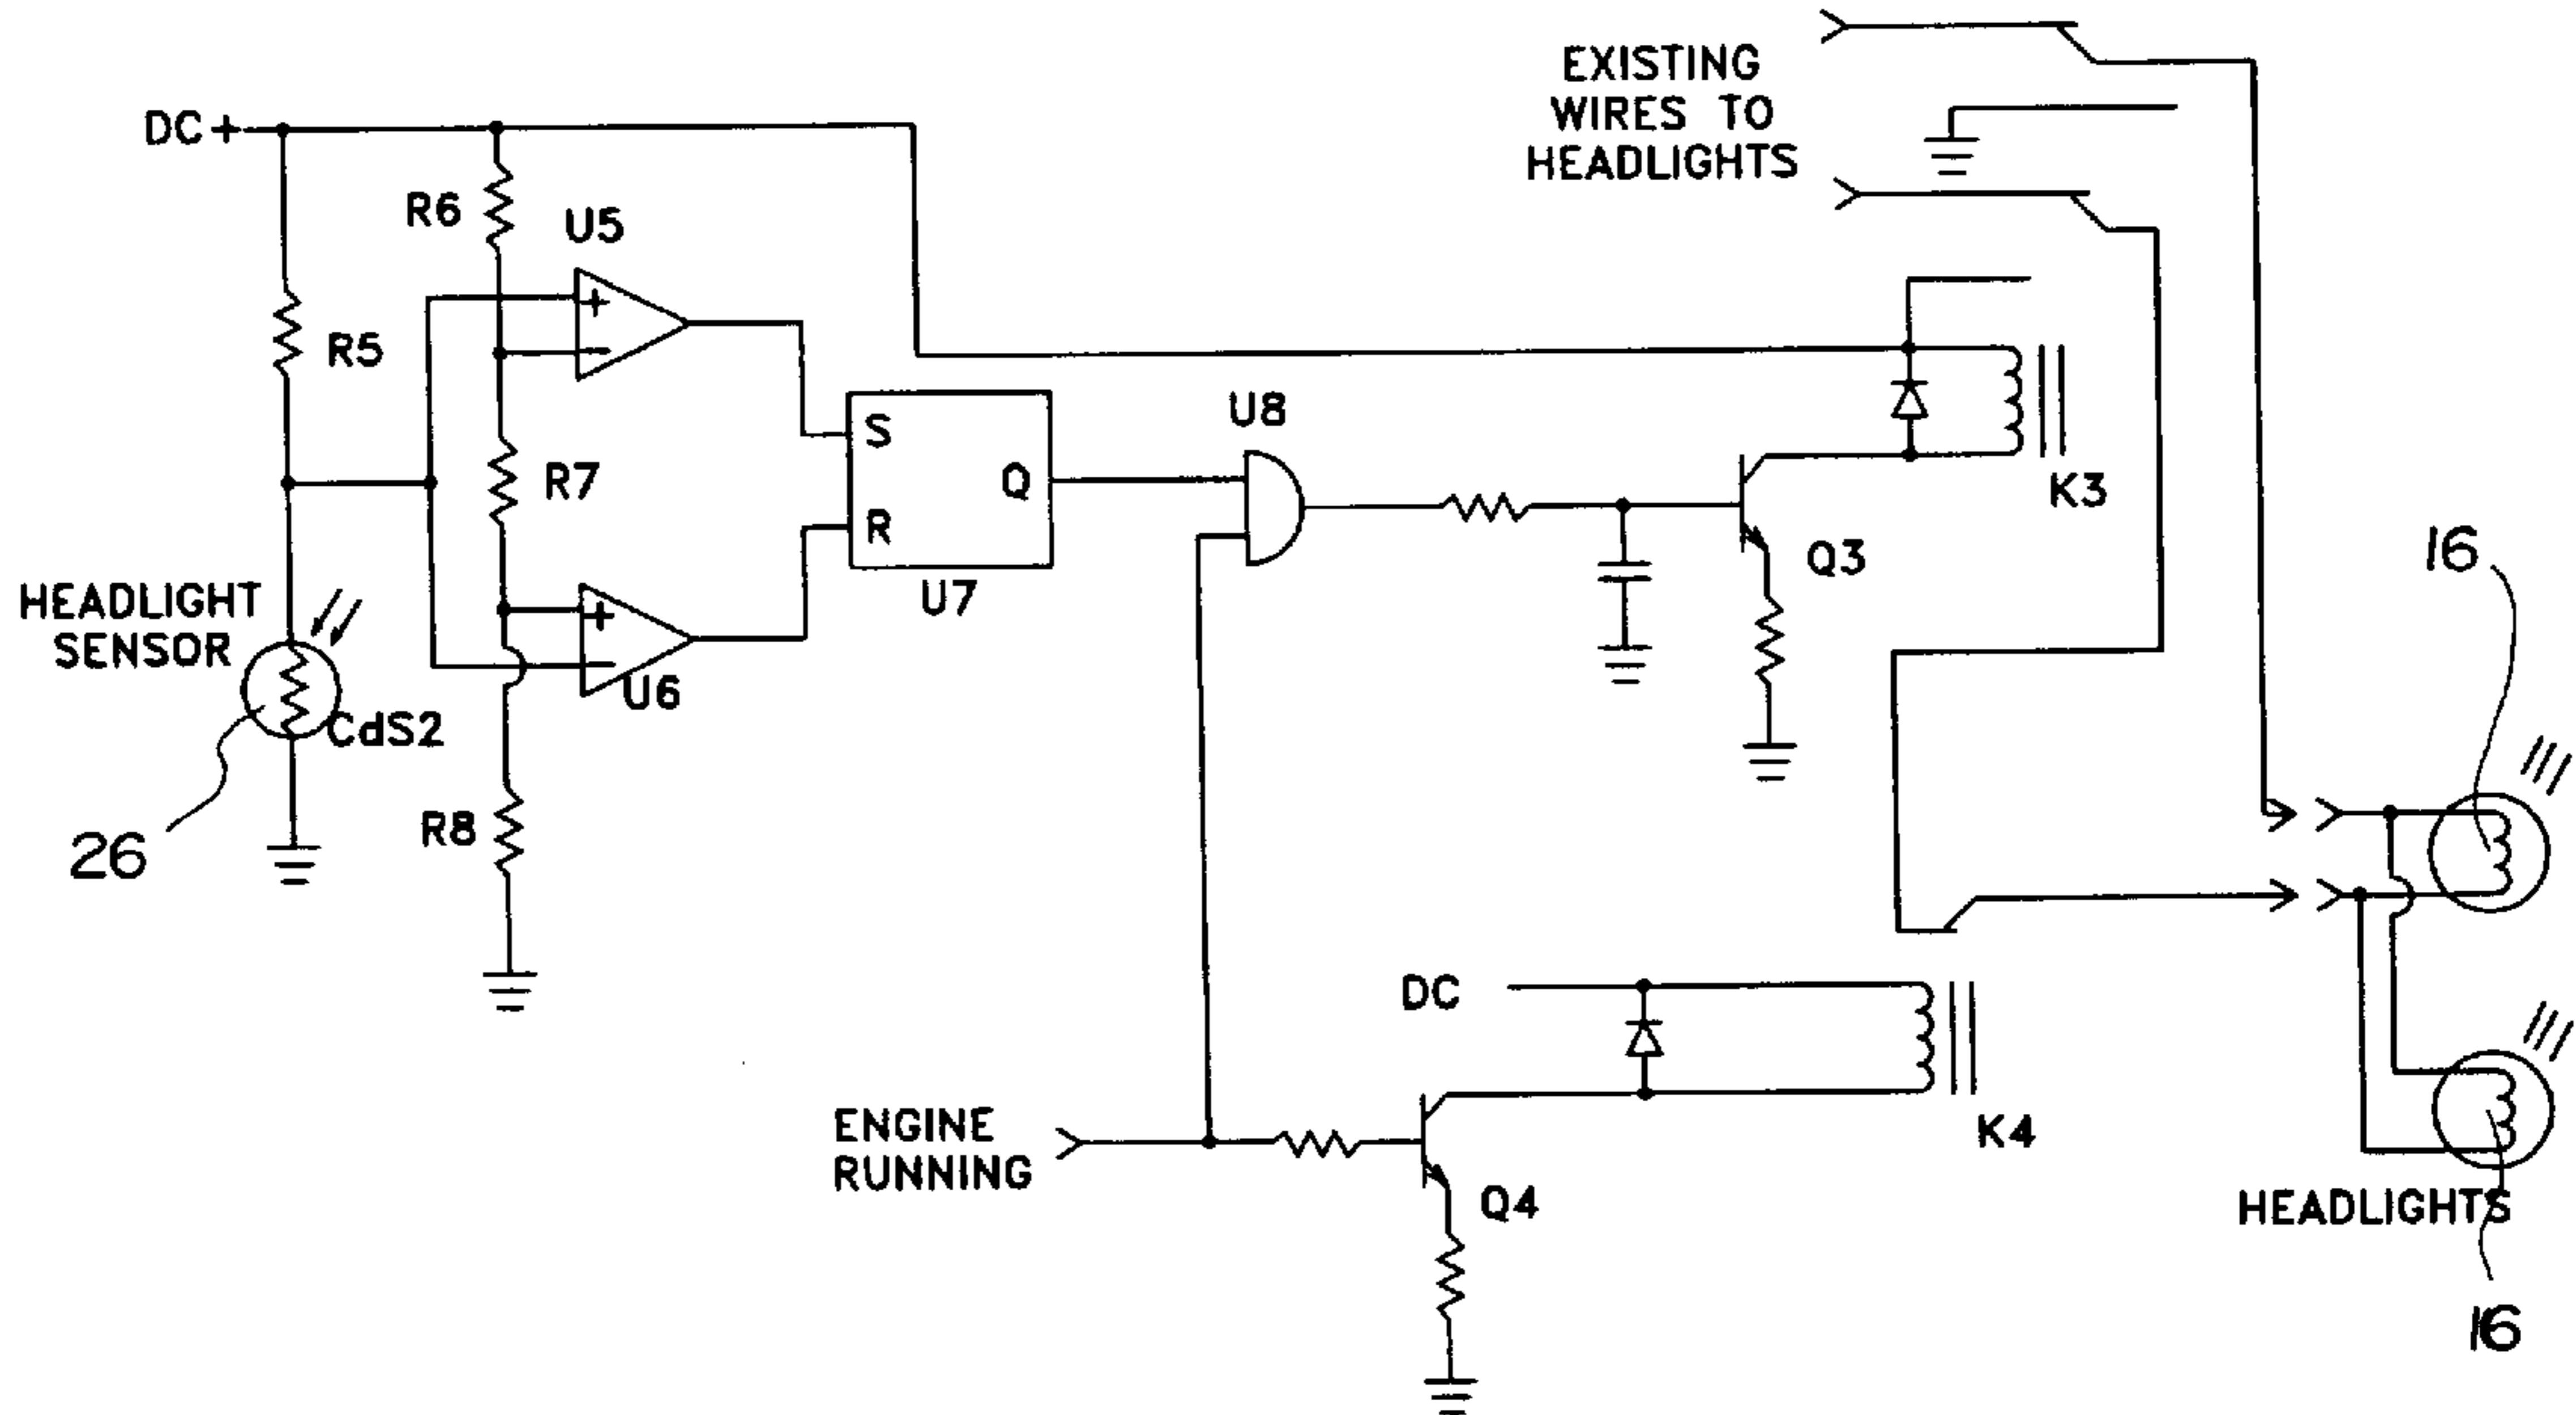 EXISTING
WIRES TO
HEADLIGHTS
DC+
R6
U5
+
−
R5
R7
U8
S
Q
R
U7
K3
Q3
16
HEADLIGHT
SENSOR
+
−
U6
CdS2
26
R8
DC
K4
ENGINE
RUNNING
Q4
HEADLIGHTS
16